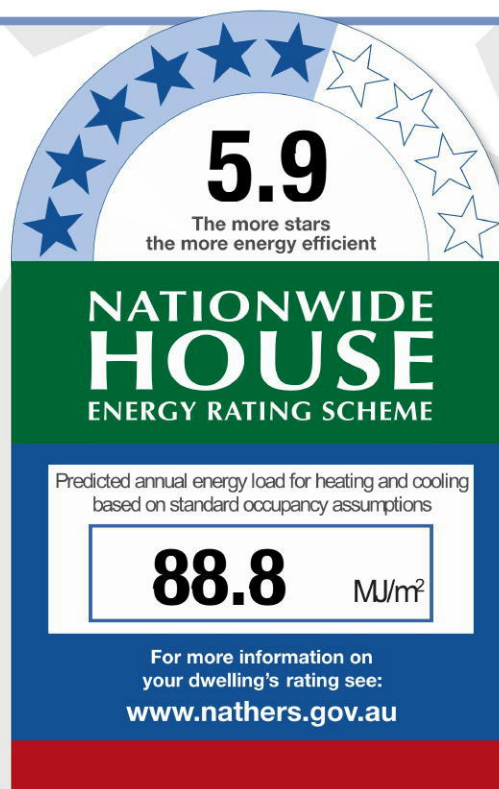 5.9
The more stars
the more energy efficient
NATIONWIDE
HOUSE
ENERGY RATING SCHEME
Predicted annual energy load for heating and cooling
based on standard occupancy assumptions
88.8 MJ/m²
For more information on
your dwelling's rating see:
www.nathers.gov.au